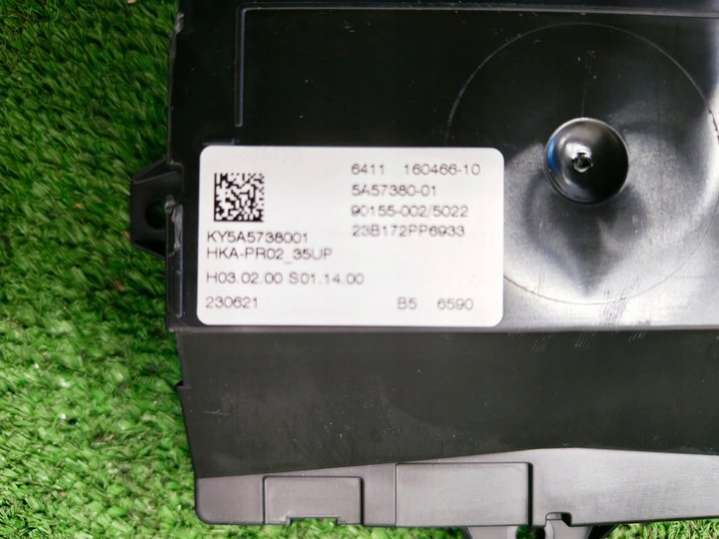 6411 160466-10
5A57380-01
90155-002/5022
23B172PP6933
KY5A5738001
HKA-PR02_35UP
H03.02.00 S01.14.00
230621 B5 6590